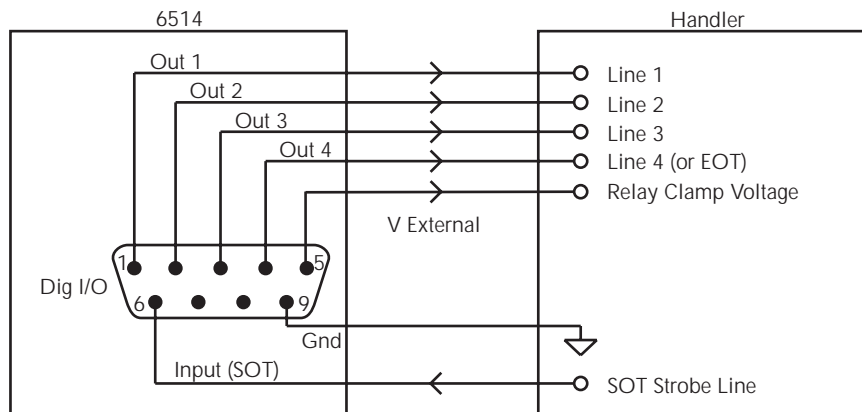 6514
Handler
Out 1
Line 1
Out 2
Line 2
Out 3
Line 3
Out 4
Line 4 (or EOT)
Relay Clamp Voltage
V External
1
5
Dig I/O
6
9
Gnd
Input (SOT)
SOT Strobe Line